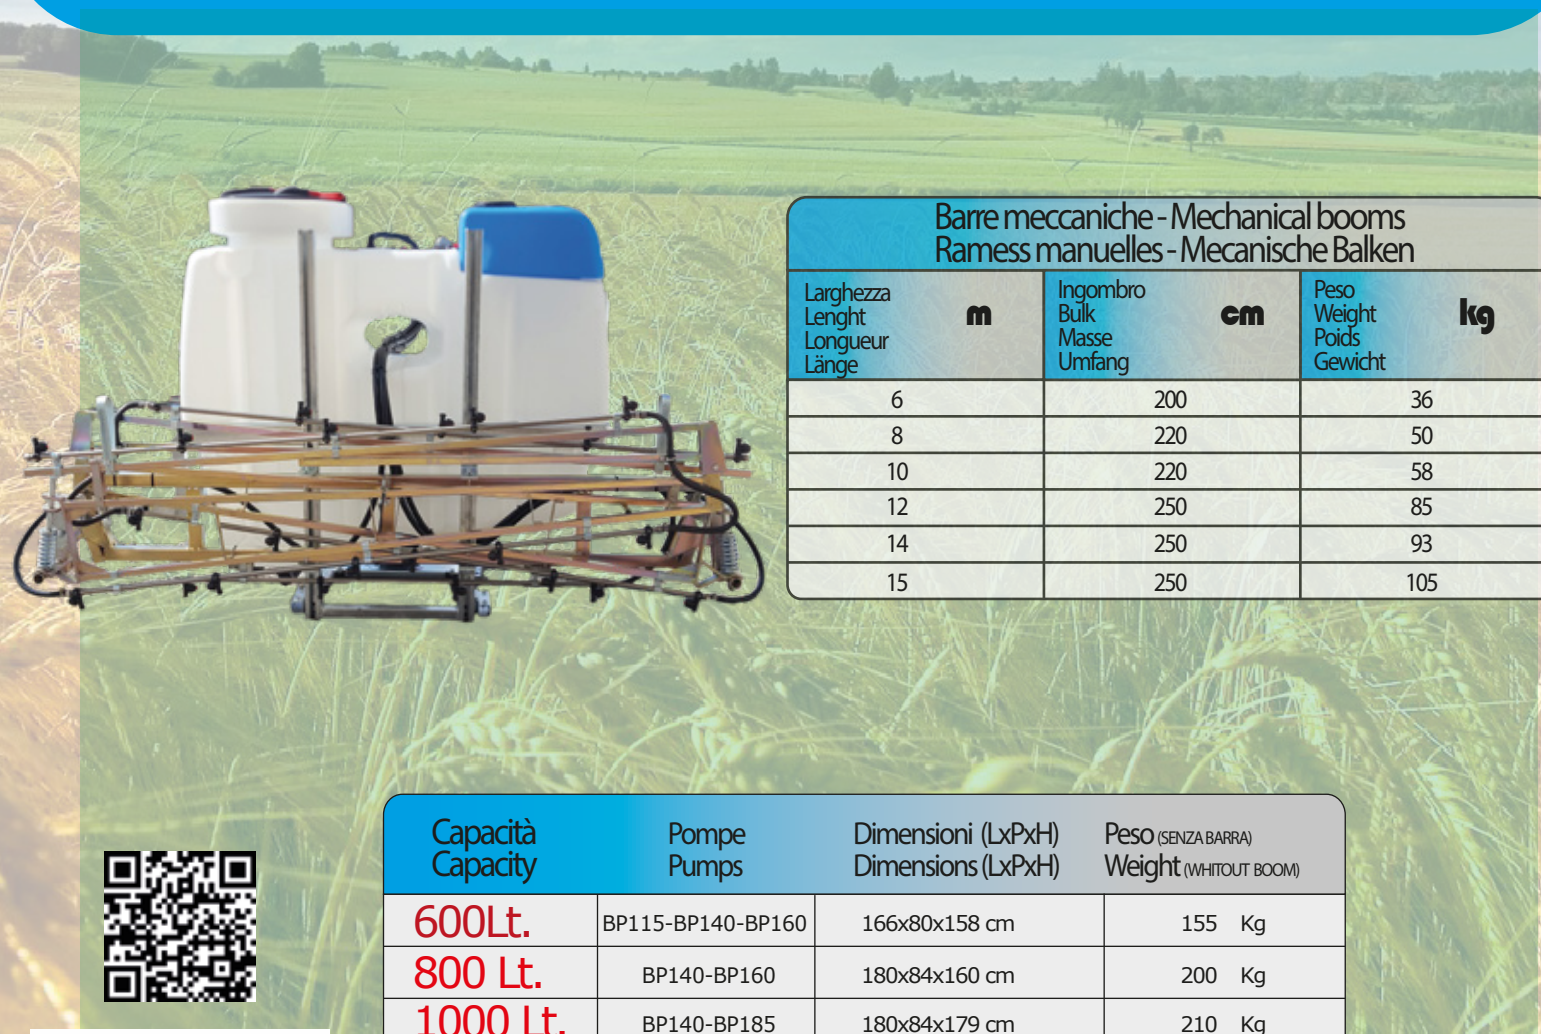 Barre meccaniche - Mechanical booms
Ramess manuelles - Mecanische Balken
Larghezza
Lenght
Longueur
Länge
m
Ingombro
Bulk
Masse
Umfang
cm
Peso
Weight
Poids
Gewicht
kg
6 200 36
8 220 50
10 220 58
12 250 85
14 250 93
15 250 105
Capacità Pompe Dimensioni (LxPxH) Peso (SENZA BARRA)
Capacity Pumps Dimensions (LxPxH) Weight (WHITOUT BOOM)
600Lt. BP115-BP140-BP160 166x80x158 cm 155 Kg
800 Lt. BP140-BP160 180x84x160 cm 200 Kg
1000 Lt. BP140-BP185 180x84x179 cm 210 Kg